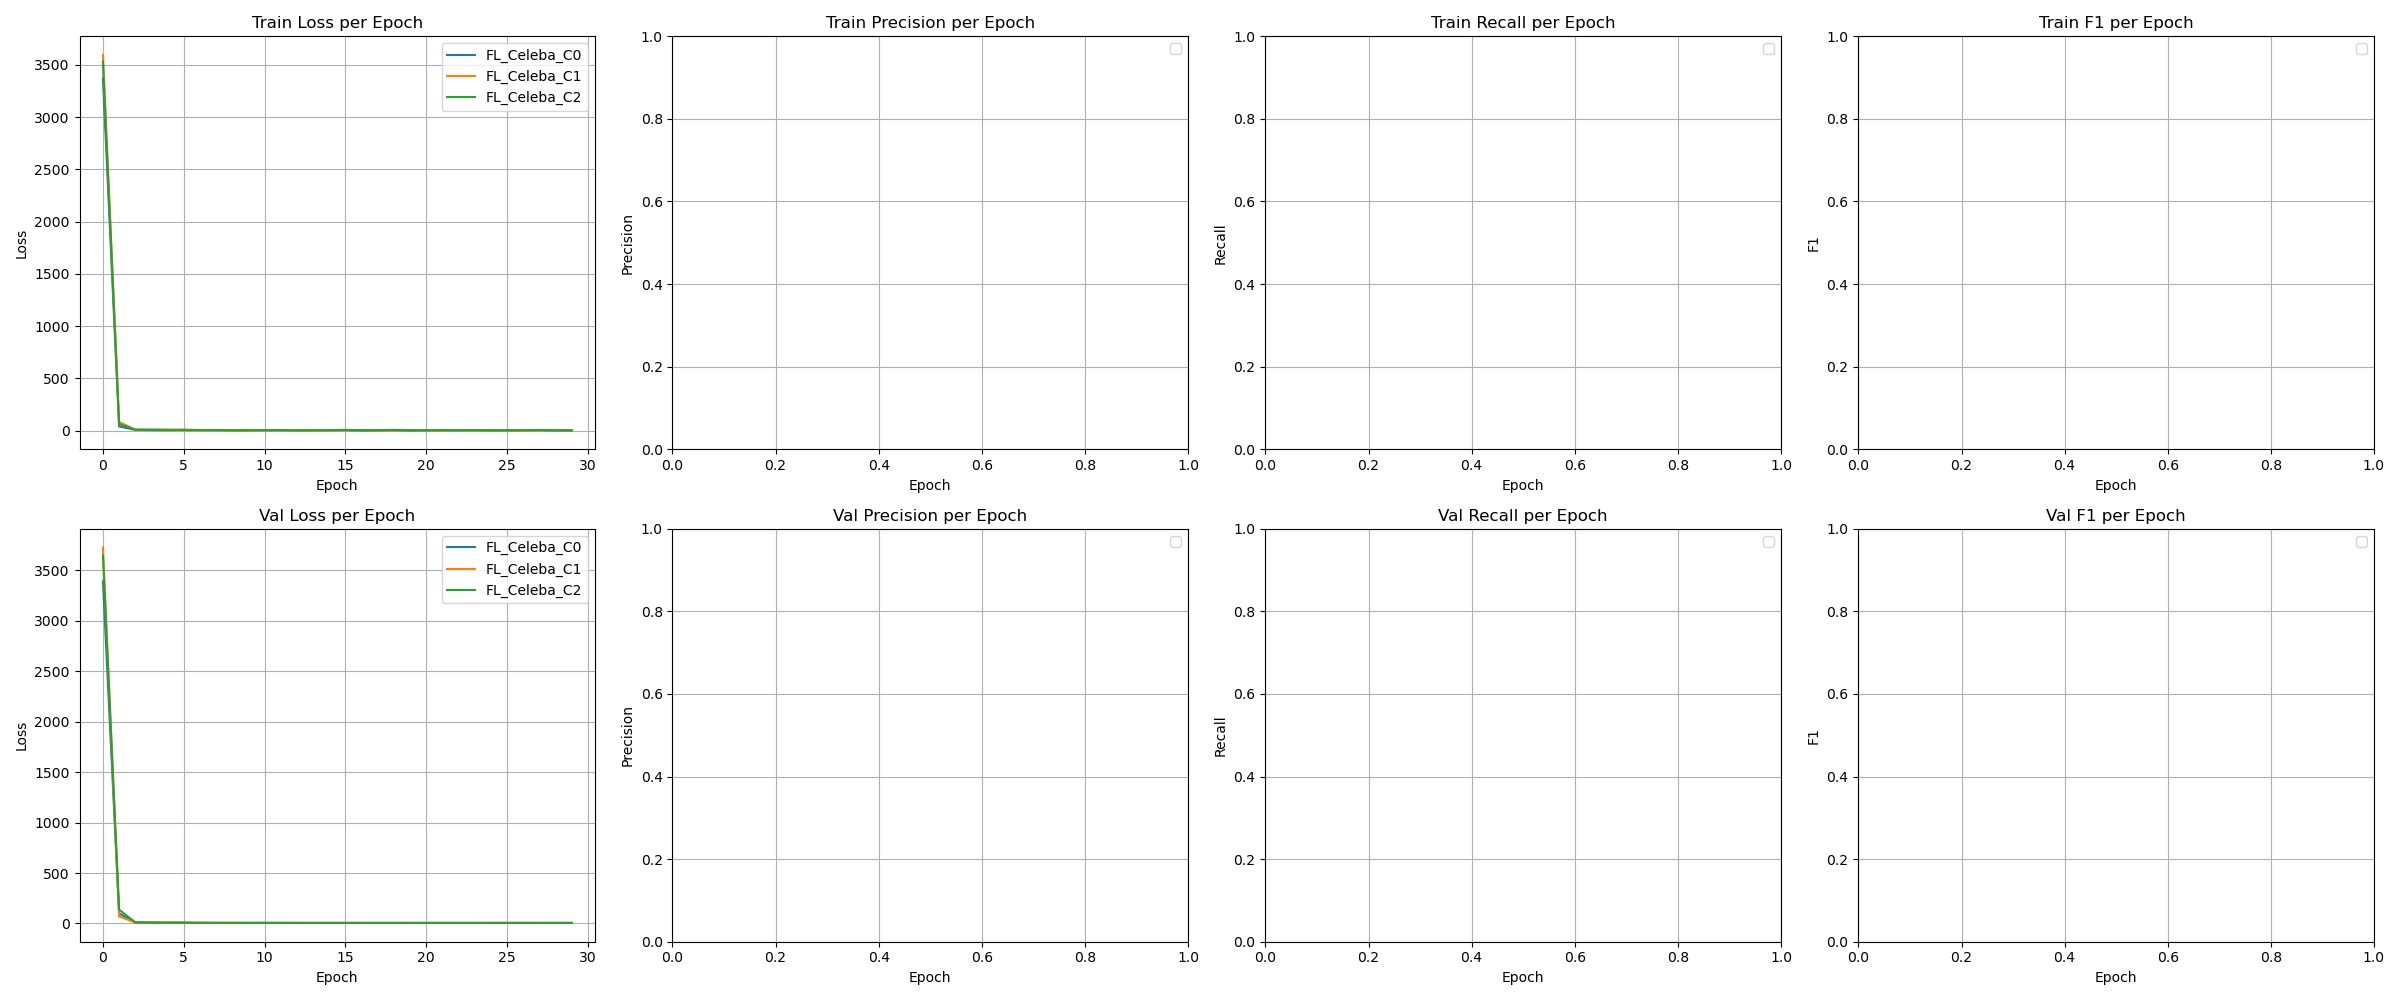 Train Loss per Epoch
Loss
3500
3000
2500
2000
1500
1000
500
0
FL_Celeba_C0
FL_Celeba_C1
FL_Celeba_C2
0 5 10 15 20 25 30
Epoch
Train Precision per Epoch
Precision
1.0
0.8
0.6
0.4
0.2
0.0
0.0 0.2 0.4 0.6 0.8 1.0
Epoch
Train Recall per Epoch
Recall
1.0
0.8
0.6
0.4
0.2
0.0
0.0 0.2 0.4 0.6 0.8 1.0
Epoch
Train F1 per Epoch
F1
1.0
0.8
0.6
0.4
0.2
0.0
0.0 0.2 0.4 0.6 0.8 1.0
Epoch
Val Loss per Epoch
Loss
3500
3000
2500
2000
1500
1000
500
0
FL_Celeba_C0
FL_Celeba_C1
FL_Celeba_C2
0 5 10 15 20 25 30
Epoch
Val Precision per Epoch
Precision
1.0
0.8
0.6
0.4
0.2
0.0
0.0 0.2 0.4 0.6 0.8 1.0
Epoch
Val Recall per Epoch
Recall
1.0
0.8
0.6
0.4
0.2
0.0
0.0 0.2 0.4 0.6 0.8 1.0
Epoch
Val F1 per Epoch
F1
1.0
0.8
0.6
0.4
0.2
0.0
0.0 0.2 0.4 0.6 0.8 1.0
Epoch